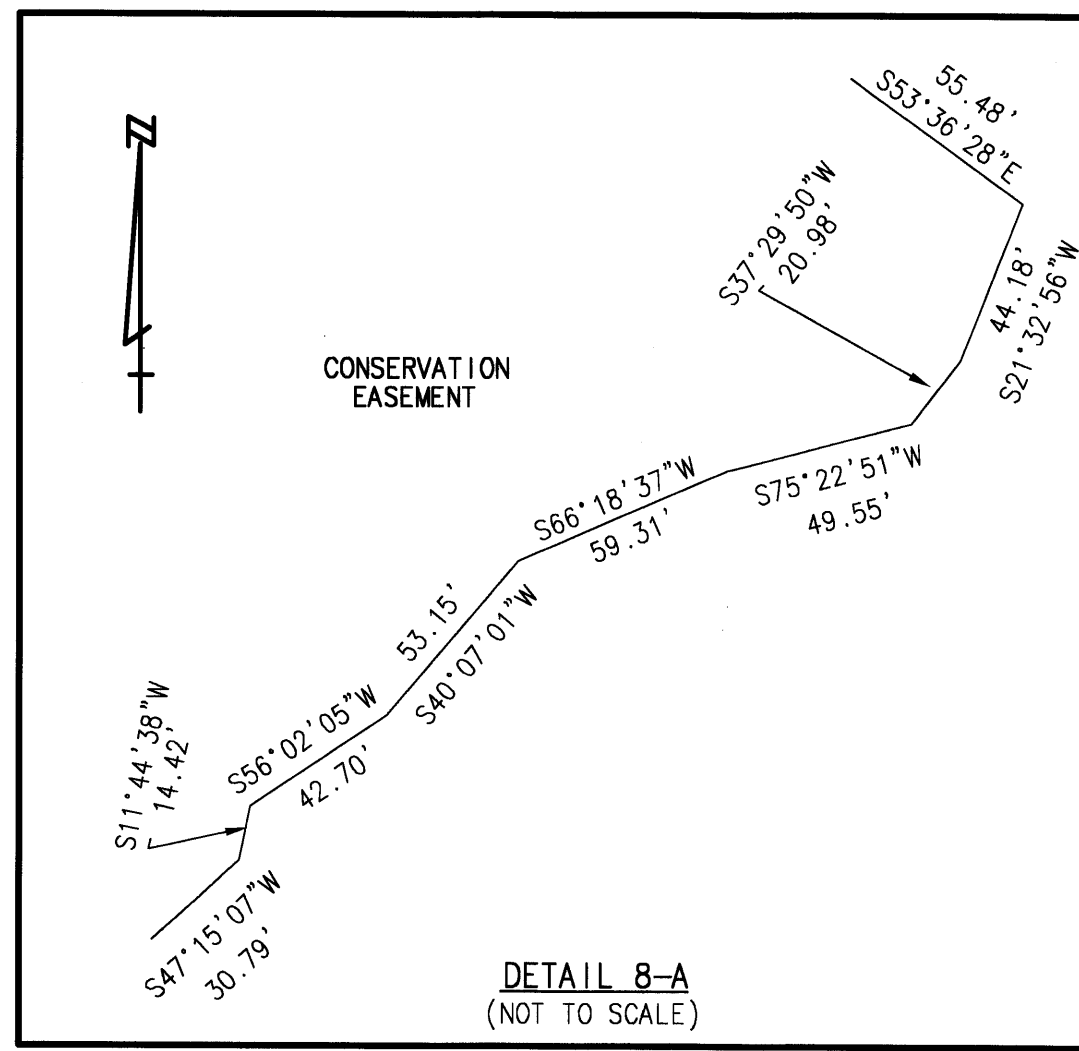 N
55.48'
S53°36'28"E
S37°29'50"W
20.98'
44.18'
S21°32'56"W
CONSERVATION
EASEMENT
S75°22'51"W
49.55'
S66°18'37"W
59.31'
53.15'
S40°07'01"W
S56°02'05"W
42.70'
S11°44'38"W
14.42'
S47°15'07"W
30.79'
DETAIL 8-A
(NOT TO SCALE)